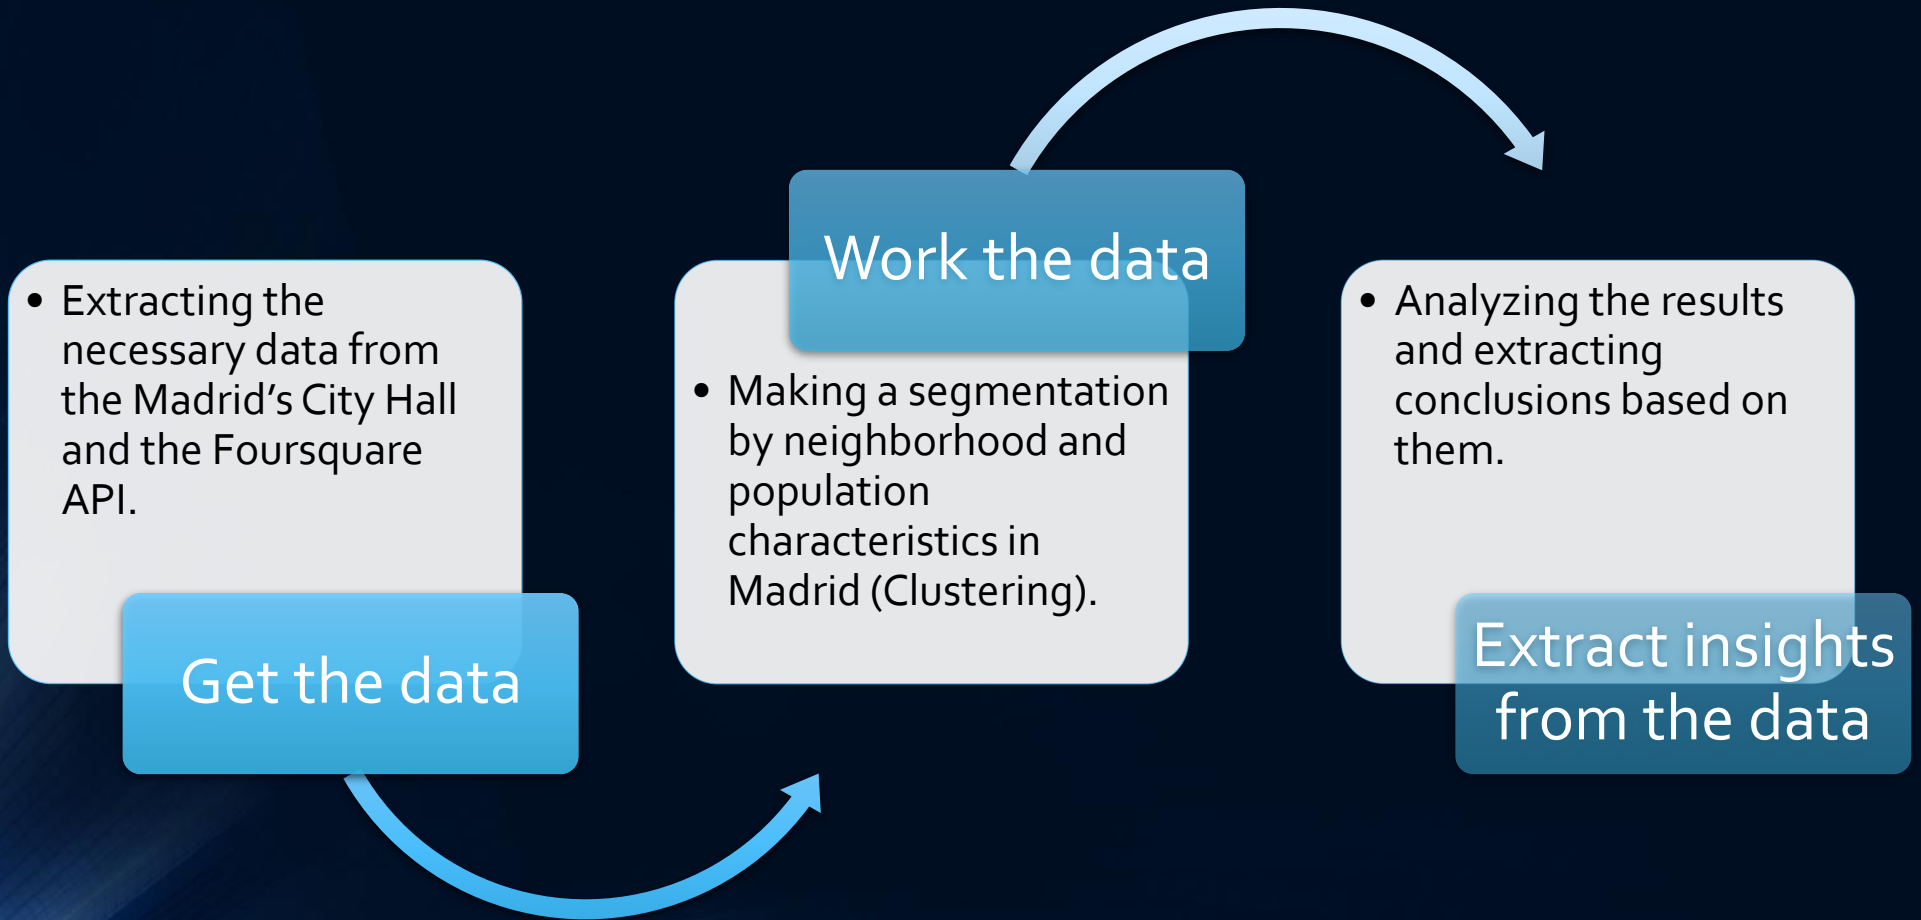 • Extracting the
necessary data from
the Madrid’s City Hall
and the Foursquare
API.
Get the data
Work the data
• Making a segmentation
by neighborhood and
population
characteristics in
Madrid (Clustering).
• Analyzing the results
and extracting
conclusions based on
them.
Extract insights
from the data